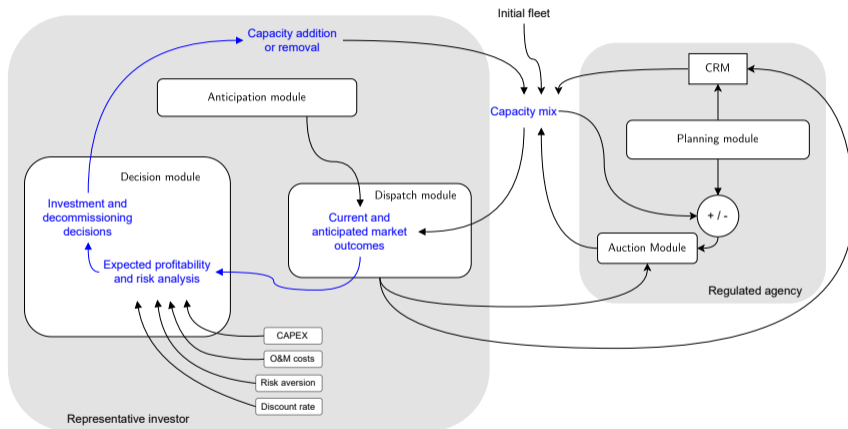 Initial fleet
Capacity addition
or removal
CRM
Anticipation module
Capacity mix
Planning module
Decision module
Dispatch module
Investment and
decommissioning
decisions
Current and
anticipated market
outcomes
+ / -
Auction Module
Expected profitability
and risk analysis
Regulated agency
CAPEX
O&M costs
Risk aversion
Discount rate
Representative investor